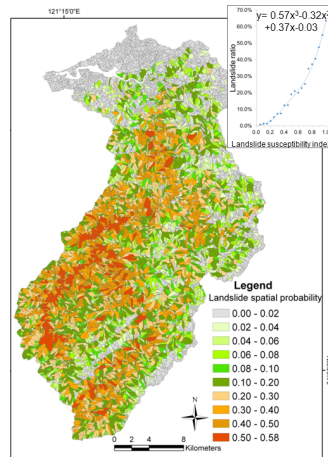 121°15'0"E
70.0%
y= 0.57x³-0.32x²
+0.37x-0.03
60.0%
50.0%
40.0%
30.0%
20.0%
10.0%
0.0%
Landslide ratio
0.0 0.2 0.4 0.6 0.8 1.0
Landslide susceptibility index
Legend
Landslide spatial probability
0.00 - 0.02
0.02 - 0.04
0.04 - 0.06
0.06 - 0.08
0.08 - 0.10
0.10 - 0.20
0.20 - 0.30
0.30 - 0.40
0.40 - 0.50
0.50 - 0.58
N
0 2 4 8
Kilometers